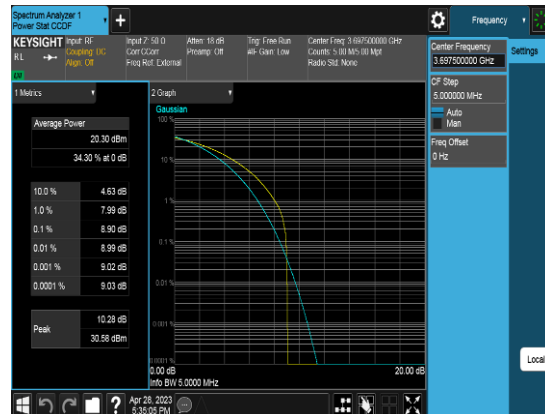 Spectrum Analyzer 1
Power Stat CCDF
+
Frequency
KEYSIGHT
Input: RF
Coupling: DC
Align: Off
Input Z: 50 Ω
Corr CCorr
Freq Ref: External
Atten: 18 dB
Preamp: Off
Trig: Free Run
#IF Gain: Low
Center Freq: 3.697500000 GHz
Counts: 5.00 M/5.00 Mpt
Radio Std: None
R L
1 Metrics
2 Graph
Average Power
20.30 dBm
34.30 % at 0 dB
10.0 % 4.63 dB
1.0 % 7.99 dB
0.1 % 8.90 dB
0.01 % 8.99 dB
0.001 % 9.02 dB
0.0001 % 9.03 dB
Peak
10.28 dB
30.58 dBm
Gaussian
100 %
10 %
1 %
0.1 %
0.01 %
0.001 %
0.0001 %
0.00 dB 20.00 dB
Info BW 5.0000 MHz
Center Frequency
3.697500000 GHz
Settings
CF Step
5.000000 MHz
Auto
Man
Freq Offset
0 Hz
Local
?
Apr 28, 2023
5:35:05 PM